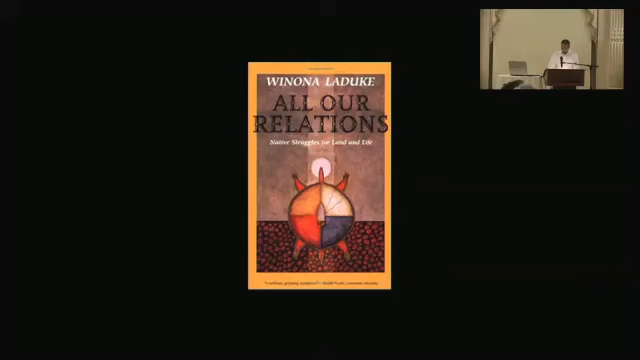 WINONA LADUKE
ALL OUR
RELATIONS
Native Struggles for Land and Life